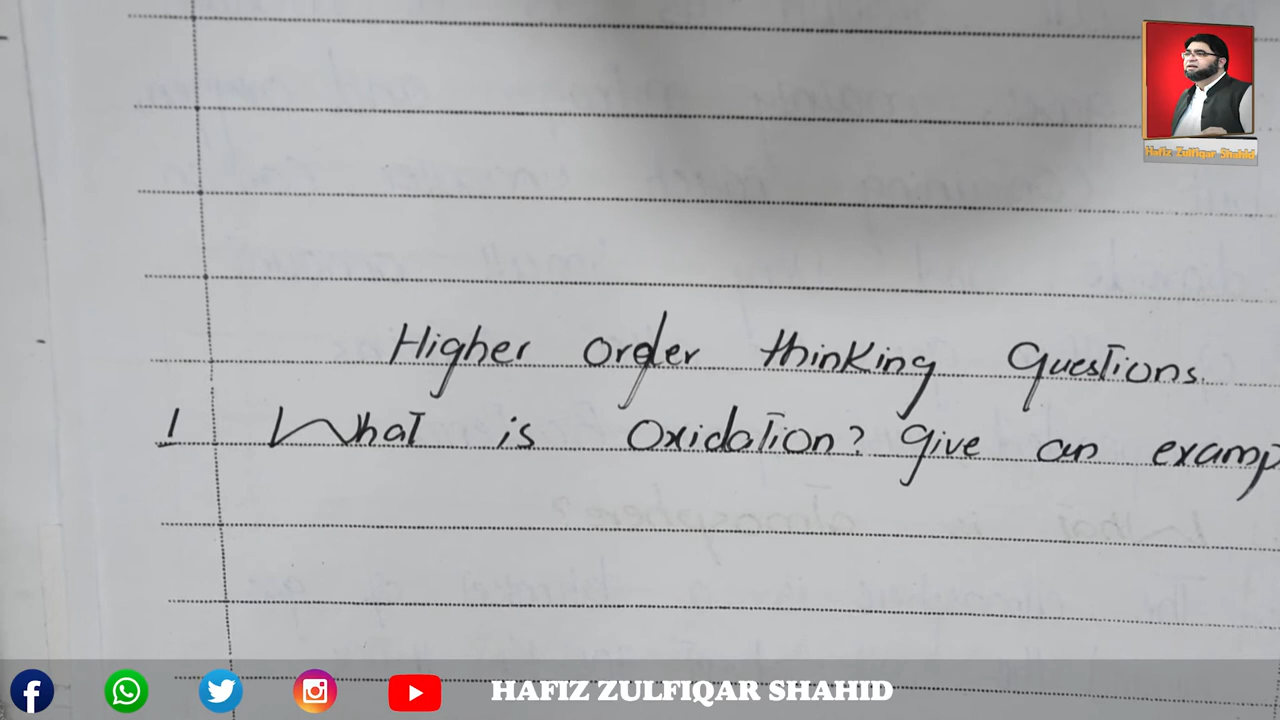 Hafiz Zulfiqar Shahid
Higher order thinking Questions.
1 What is Oxidation? Give an examp
HAFIZ ZULFIQAR SHAHID